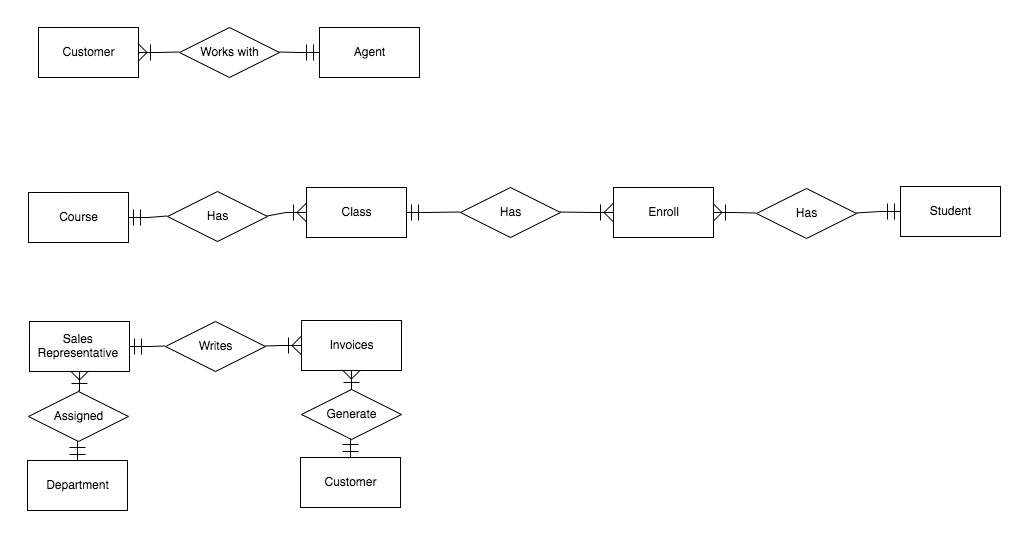 Customer
Works with
Agent
Course
Has
Class
Has
Enroll
Has
Student
Sales
Representative
Writes
Invoices
Assigned
Generate
Department
Customer